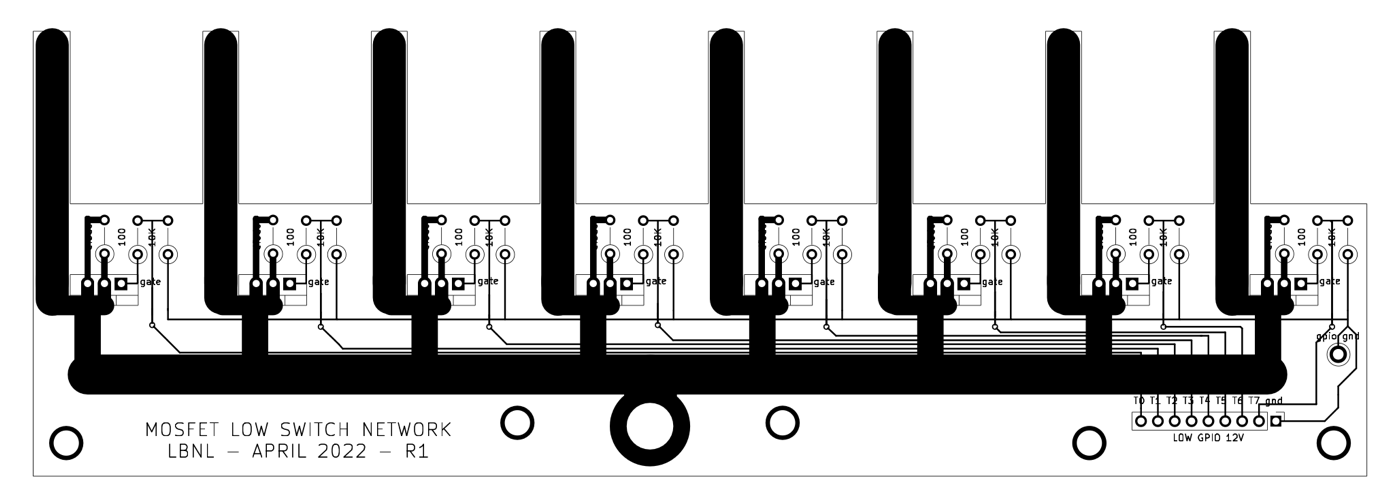 100 10K
100 10K
100 10K
100 10K
100 10K
100 10K
100 10K
100 10K
gate
gate
gate
gate
gate
gate
gate
gate
gpio gnd
T0 T1 T2 T3 T4 T5 T6 T7 gnd
LOW GPIO 12V
MOSFET LOW SWITCH NETWORK
LBNL – APRIL 2022 – R1